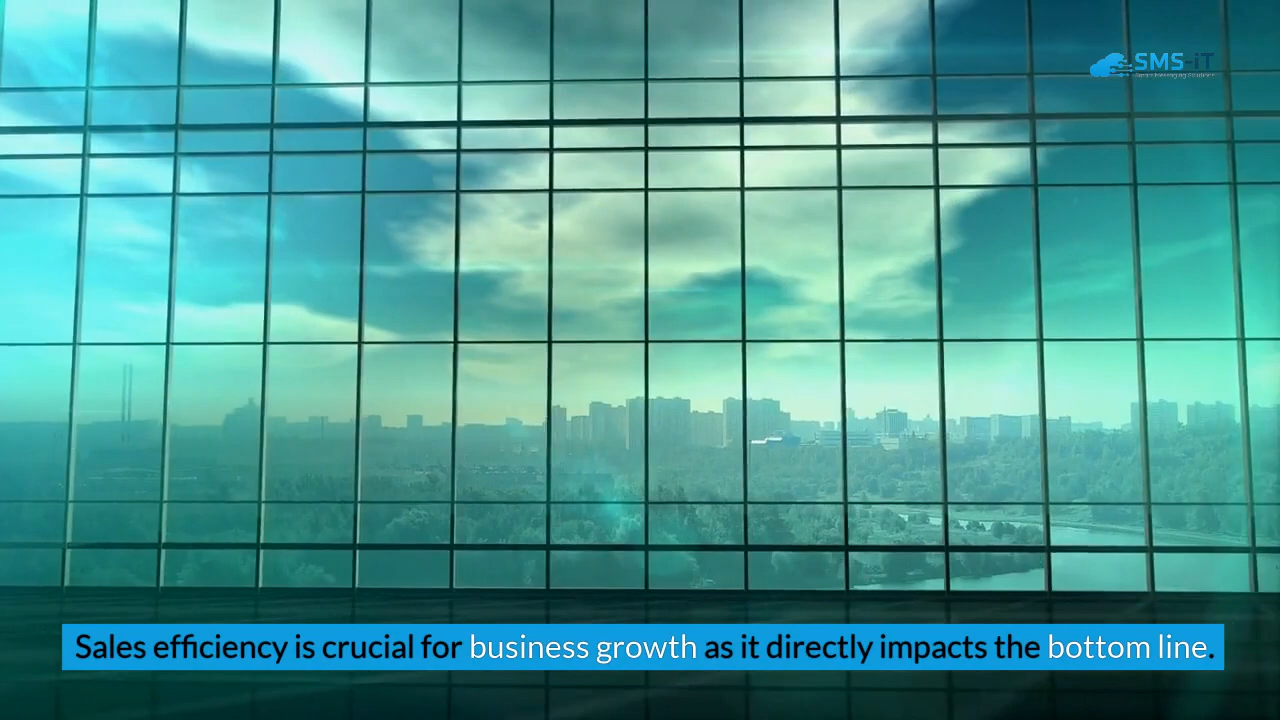 SMS-iT
Sales efficiency is crucial for business growth as it directly impacts the bottom line.